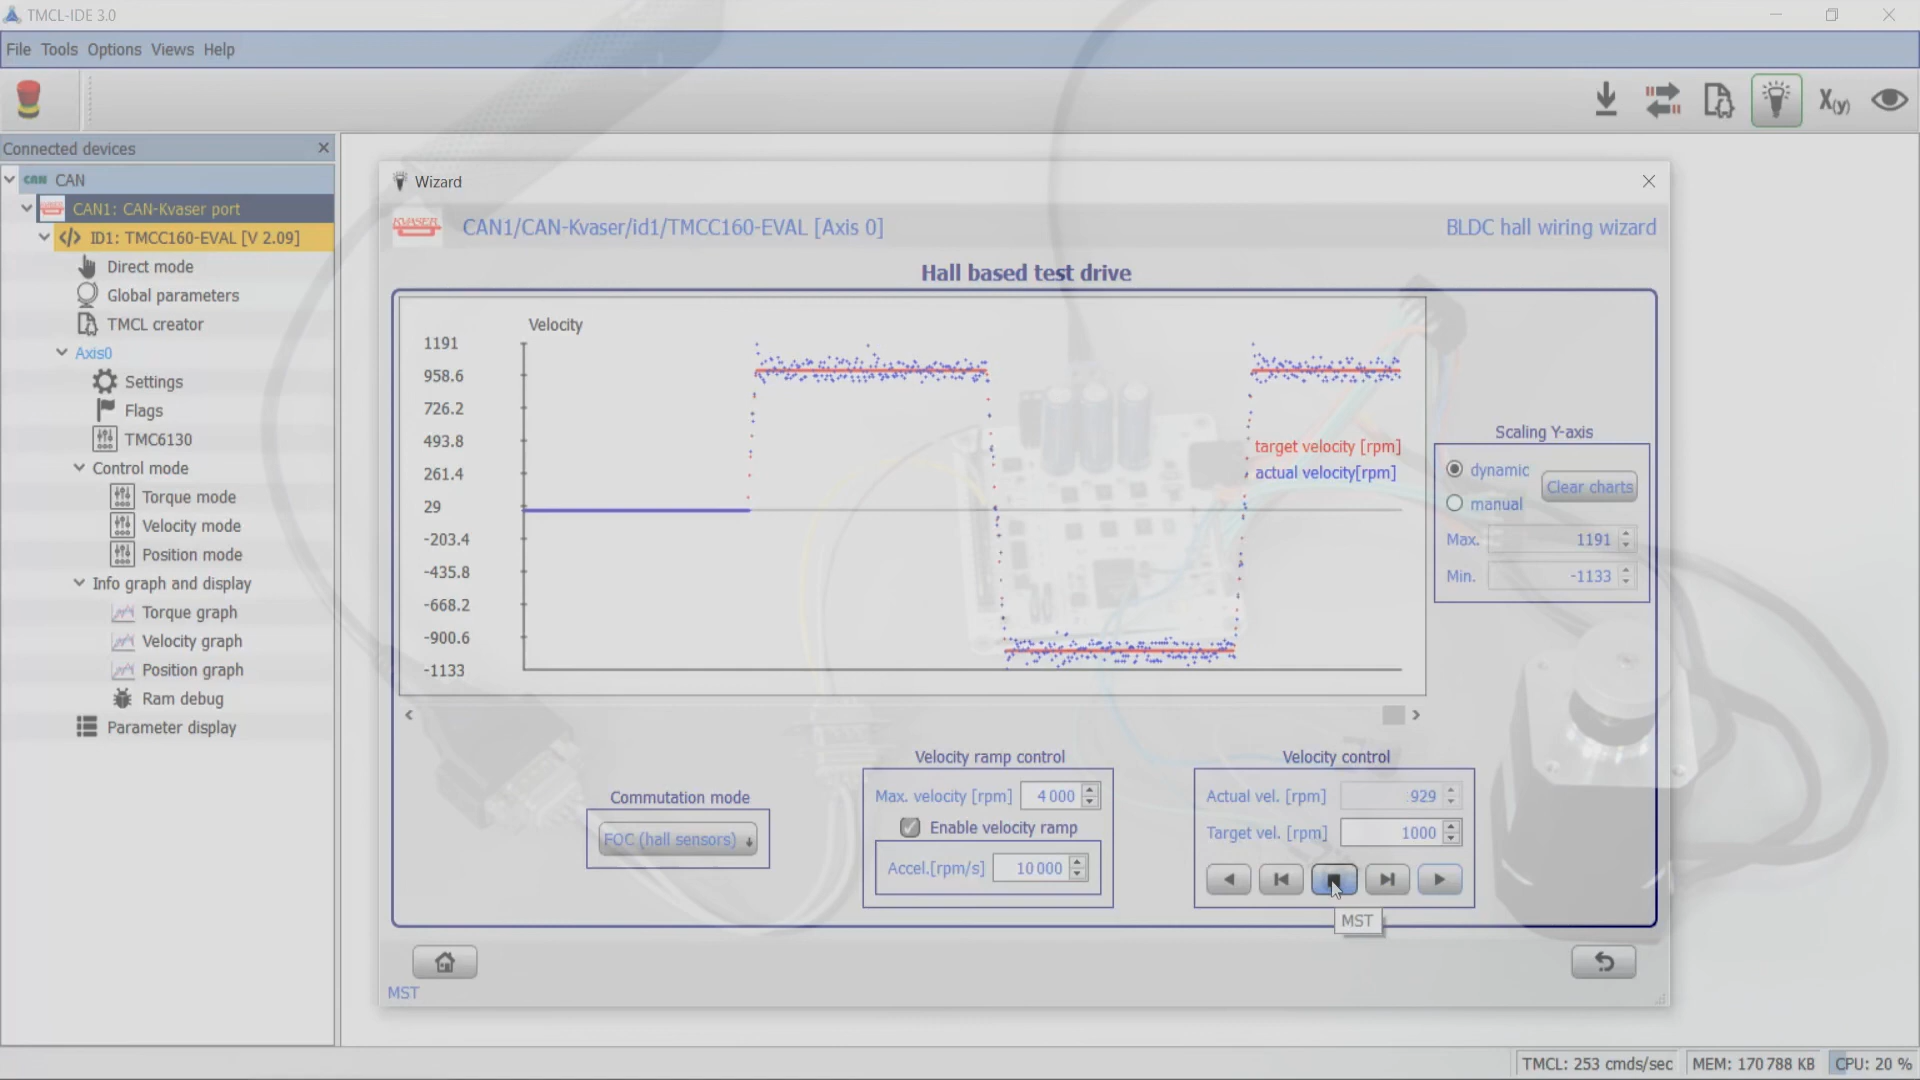 TMCL-IDE 3.0
File Tools Options Views Help
Connected devices
CAN CAN
CAN1: CAN-Kvaser port
ID1: TMCC160-EVAL [V 2.09]
Direct mode
Global parameters
TMCL creator
Axis0
Settings
Flags
TMC6130
Control mode
Torque mode
Velocity mode
Position mode
Info graph and display
Torque graph
Velocity graph
Position graph
Ram debug
Parameter display
X(y)
Wizard
KVASER
CAN1/CAN-Kvaser/id1/TMCC160-EVAL [Axis 0]
BLDC hall wiring wizard
Hall based test drive
Velocity
1191
958.6
726.2
493.8
261.4
29
-203.4
-435.8
-668.2
-900.6
-1133
target velocity [rpm]
actual velocity[rpm]
Scaling Y-axis
dynamic
Clear charts
manual
Max. 1191
Min. -1133
Commutation mode
FOC (hall sensors)
Velocity ramp control
Max. velocity [rpm] 4 000
Enable velocity ramp
Accel.[rpm/s] 10 000
Velocity control
Actual vel. [rpm] 929
Target vel. [rpm] 1000
MST
MST
TMCL: 253 cmds/sec MEM: 170 788 KB CPU: 20 %